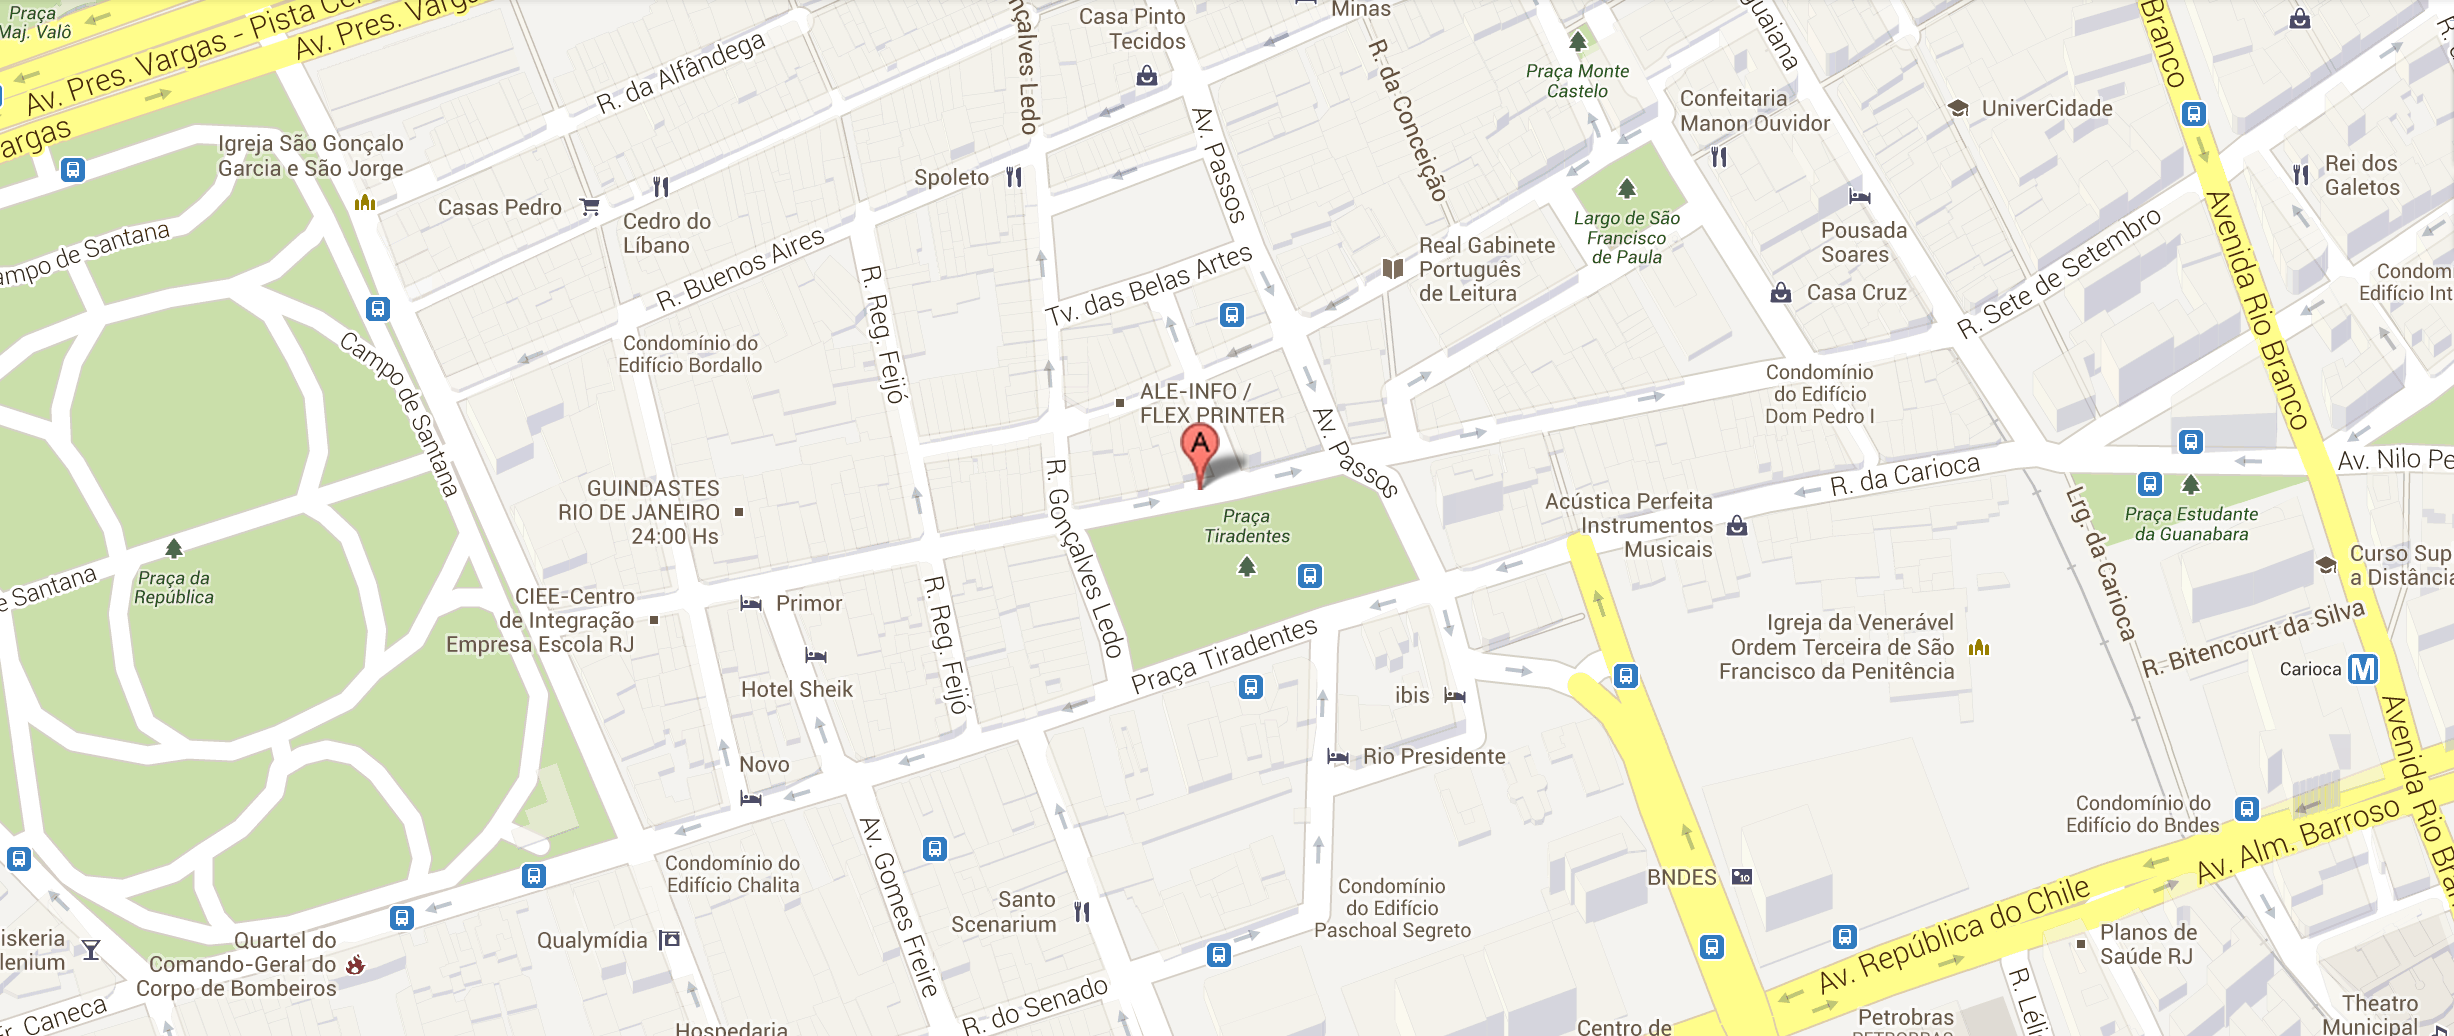 Praça
Maj. Valô
Av. Pres. Vargas - Pista
Av. Pres. Vargas
Vargas
R. da Alfândega
Gonçalves Ledo
Casa Pinto
Tecidos
Minas
R. da Conceição
Praça Monte
Castelo
Confeitaria
Manon Ouvidor
UniverCidade
Branco
Rei dos
Galetos
Igreja São Gonçalo
Garcia e São Jorge
Casas Pedro
Cedro do
Líbano
Spoleto
Av. Passos
Largo de São
Francisco
de Paula
Real Gabinete
Português
de Leitura
Pousada
Soares
Casa Cruz
R. Sete de Setembro
Avenida Rio Branco
Campo de Santana
R. Buenos Aires
Tv. das Belas Artes
R. Reg. Feijó
Condomínio do
Edifício Bordallo
Campo de Santana
ALE-INFO /
FLEX PRINTER
A
Av. Passos
Condomínio
do Edifício
Dom Pedro I
R. da Carioca
Av. Nilo Pe
GUINDASTES
RIO DE JANEIRO
24:00 Hs
R. Gonçalves Ledo
Praça
Tiradentes
Acústica Perfeita
Instrumentos
Musicais
Lrg. da Carioca
Praça Estudante
da Guanabara
Curso Sup
a Distância
e Santana
Praça da
República
CIEE-Centro
de Integração
Empresa Escola RJ
Primor
Hotel Sheik
R. Reg. Feijó
Praça Tiradentes
ibis
Rio Presidente
Igreja da Venerável
Ordem Terceira de São
Francisco da Penitência
R. Bitencourt da Silva
Carioca
M
Avenida Rio Bran
Novo
Condomínio do
Edifício Chalita
Av. Gomes Freire
Santo
Scenarium
Condomínio
do Edifício
Paschoal Segreto
BNDES
10
Condomínio do
Edifício do Bndes
Av. Alm. Barroso
Av. República do Chile
Planos de
Saúde RJ
iskeria
lenium
Quartel do
Comando-Geral do
Corpo de Bombeiros
Qualymídia
Fr. Caneca
Hospedaria
R. do Senado
Centro de
Petrobras
PETROBRAS
R. Léli
Theatro
Municipal
Condom
Edifício Int